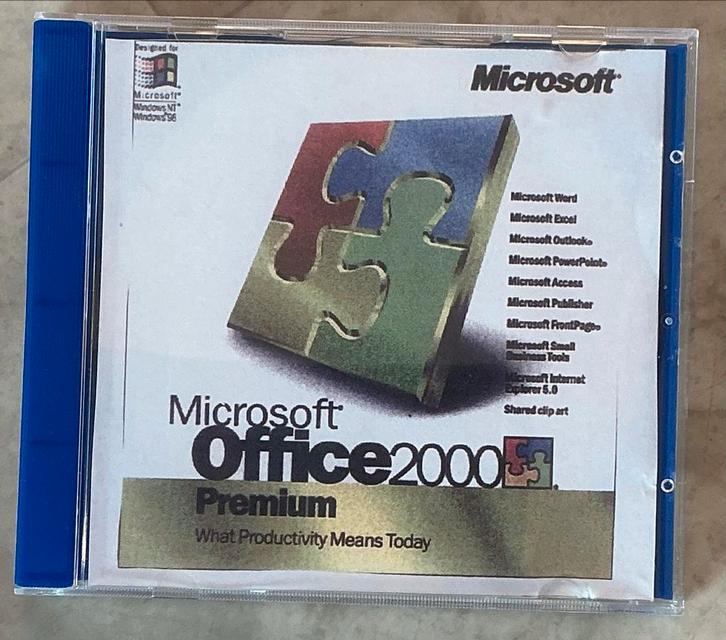 Designed for
Microsoft®
Windows NT®
Windows 98
Microsoft®
Microsoft Word
Microsoft Excel
Microsoft Outlook®
Microsoft PowerPoint®
Microsoft Access
Microsoft Publisher
Microsoft FrontPage®
Microsoft Small
Business Tools
Microsoft Internet
Explorer 5.0
Shared clip art
Microsoft®
Office 2000
Premium
What Productivity Means Today